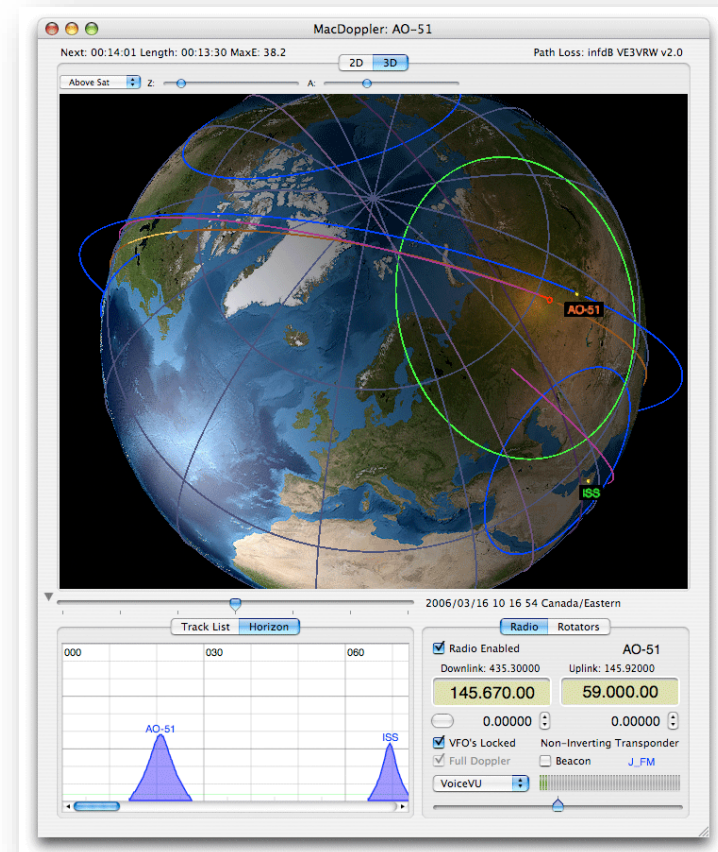 MacDoppler: AO-51
Next: 00:14:01 Length: 00:13:30 MaxE: 38.2
2D 3D
Path Loss: infdB VE3VRW v2.0
Above Sat Z: A:
AO-51
ISS
2006/03/16 10 16 54 Canada/Eastern
Track List Horizon
000 030 060
AO-51
ISS
Radio Rotators
Radio Enabled AO-51
Downlink: 435.30000 Uplink: 145.92000
145.670.00 59.000.00
0.00000 0.00000
VFO's Locked Non-Inverting Transponder
Full Doppler Beacon J_FM
VoiceVU